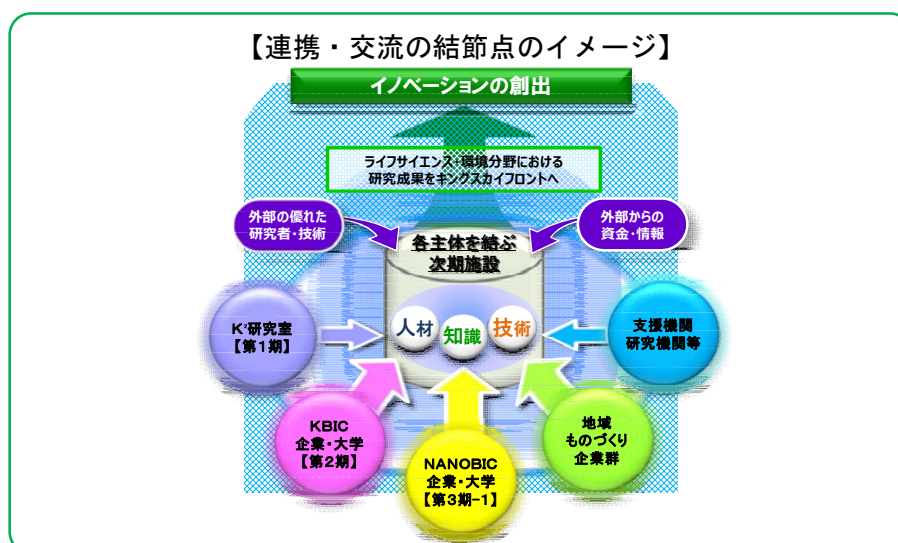 【連携・交流の結節点のイメージ】
イノベーションの創出
ライフサイエンス・環境分野における
研究成果をキングスカイフロントへ
外部の優れた
研究者・技術
外部からの
資金・情報
各主体を結ぶ
次期施設
人材
知識
技術
K²研究室
【第1期】
支援機関
研究機関等
KBIC
企業・大学
【第2期】
NANOBIC
企業・大学
【第3期-1】
地域
ものづくり
企業群